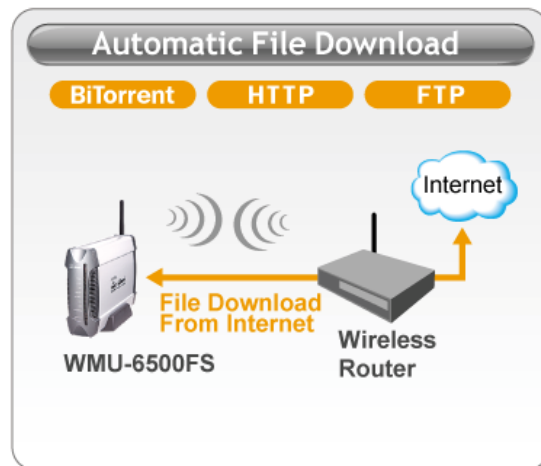 Automatic File Download
BiTorrent
HTTP
FTP
Internet
File Download
From Internet
WMU-6500FS
Wireless
Router